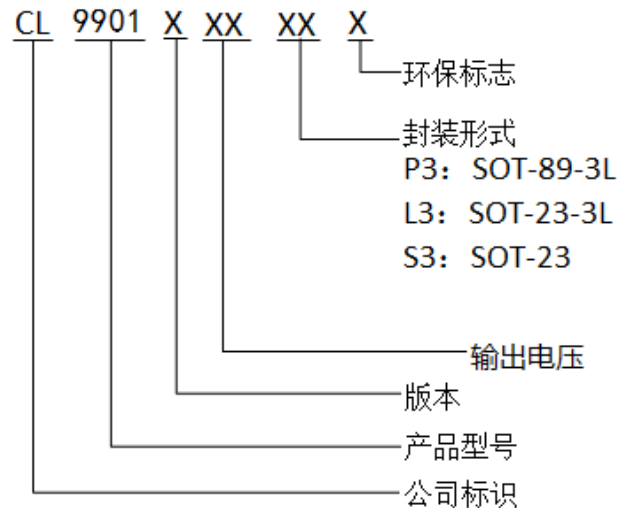 CL 9901 X XX XX X
环保标志
封装形式
P3：SOT-89-3L
L3：SOT-23-3L
S3：SOT-23
输出电压
版本
产品型号
公司标识